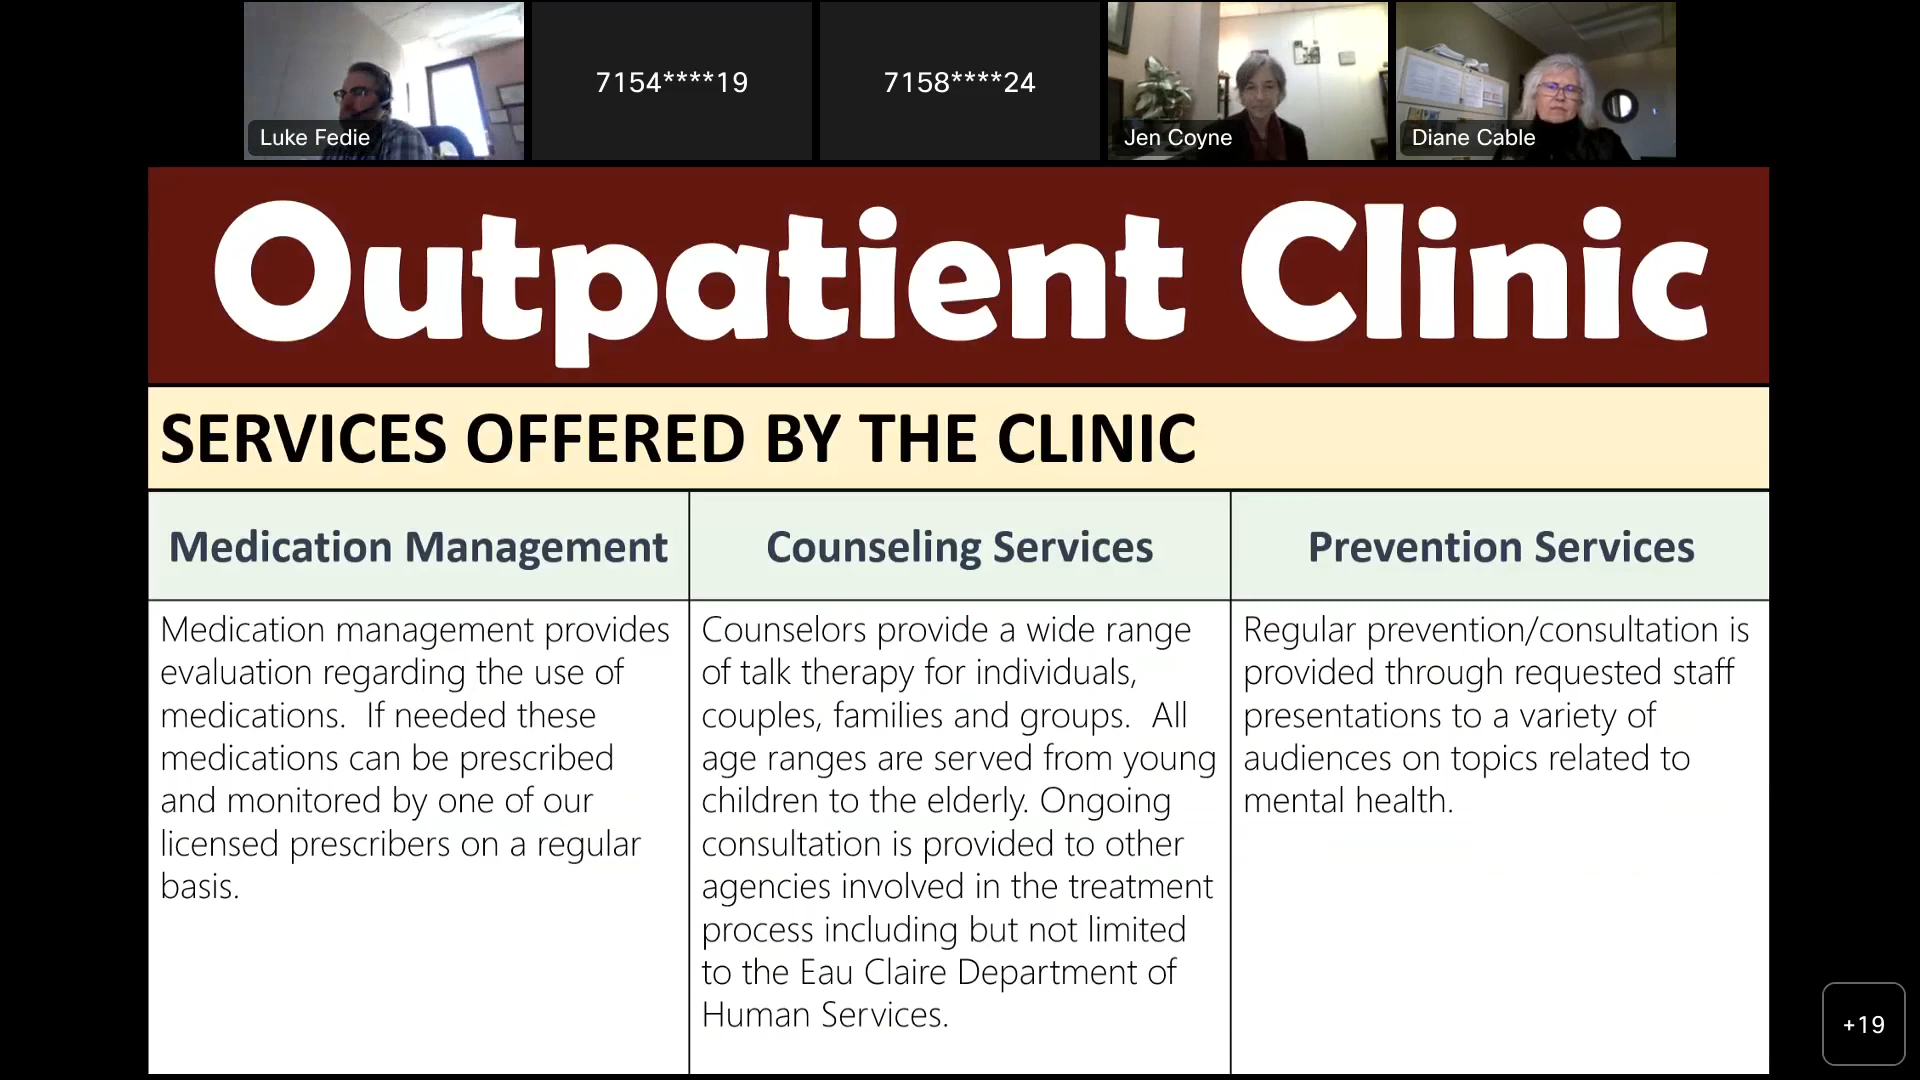 Luke Fedie
7154****19
7158****24
Jen Coyne
Diane Cable
Outpatient Clinic
SERVICES OFFERED BY THE CLINIC
Medication Management
Medication management provides
evaluation regarding the use of
medications.  If needed these
medications can be prescribed
and monitored by one of our
licensed prescribers on a regular
basis.
Counseling Services
Counselors provide a wide range
of talk therapy for individuals,
couples, families and groups.  All
age ranges are served from young
children to the elderly. Ongoing
consultation is provided to other
agencies involved in the treatment
process including but not limited
to the Eau Claire Department of
Human Services.
Prevention Services
Regular prevention/consultation is
provided through requested staff
presentations to a variety of
audiences on topics related to
mental health.
+19